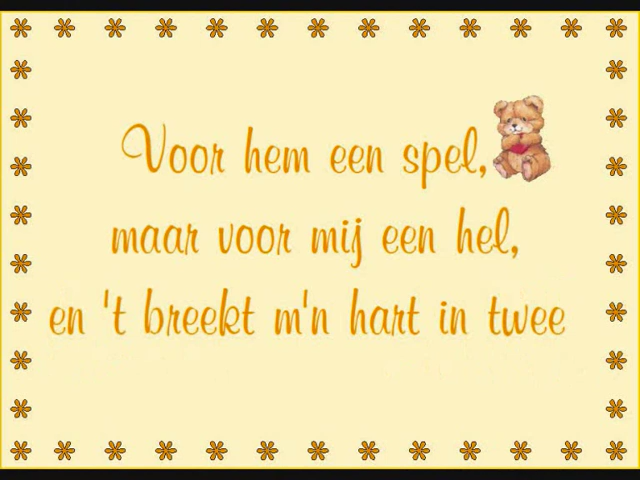 Voor hem een spel,
maar voor mij een hel,
en 't breekt m'n hart in twee